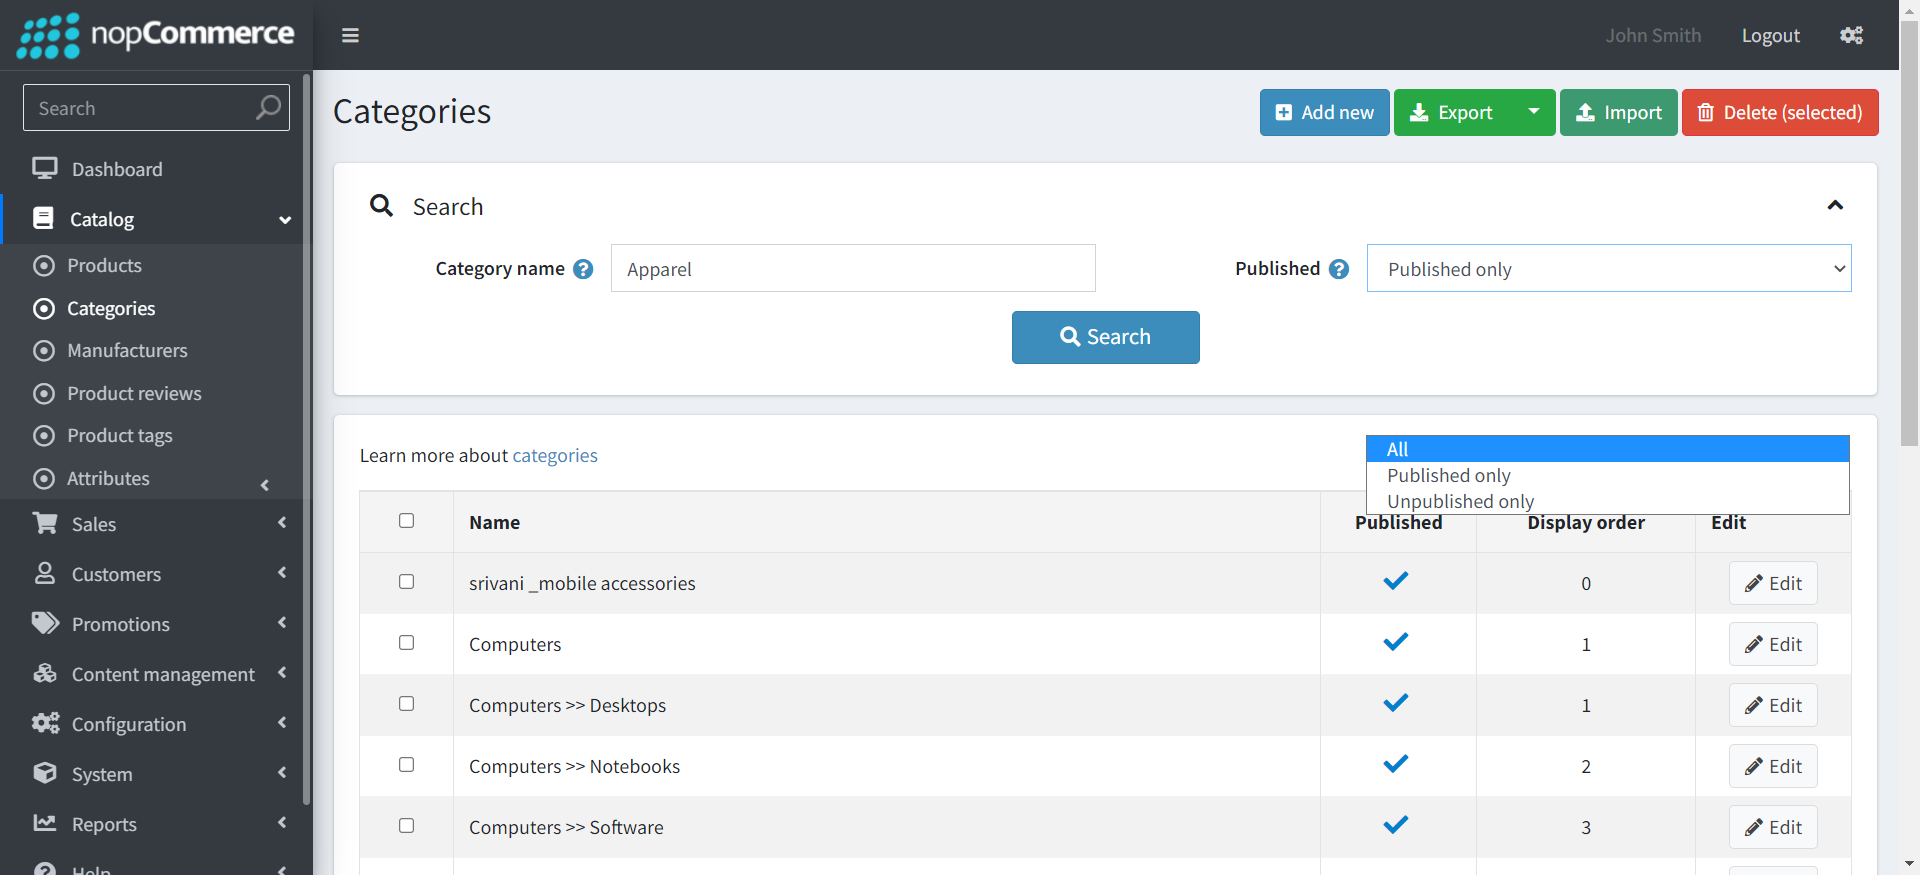 nopCommerce
John Smith
Logout
Search
Dashboard
Catalog
Products
Categories
Manufacturers
Product reviews
Product tags
Attributes
Sales
Customers
Promotions
Content management
Configuration
System
Reports
Help
Categories
Add new
Export
Import
Delete (selected)
Search
Category name ?
Apparel
Published ?
Published only
Search
Learn more about categories
All
Published only
Unpublished only
Name Published Display order Edit
srivani _mobile accessories 0 Edit
Computers 1 Edit
Computers >> Desktops 1 Edit
Computers >> Notebooks 2 Edit
Computers >> Software 3 Edit